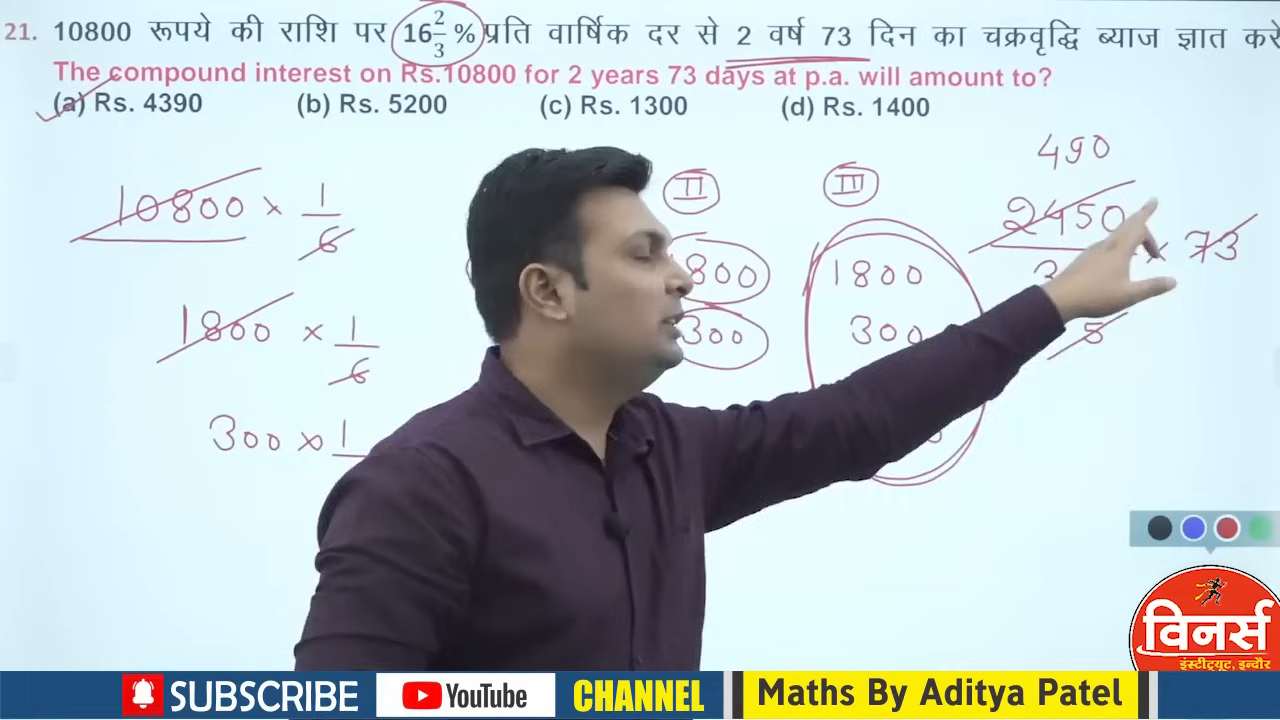 21. 10800 रूपये की राशि पर 16 2/3 % प्रति वार्षिक दर से 2 वर्ष 73 दिन का चक्रवृद्धि ब्याज ज्ञात करे
The compound interest on Rs.10800 for 2 years 73 days at p.a. will amount to?
(a) Rs. 4390 (b) Rs. 5200 (c) Rs. 1300 (d) Rs. 1400
490
10800 × 1/6 II III 2450 × 73
800 1800
1800 × 1/6 300 300 5
300 × 1
विनर्स
इंस्टीट्यूट, इन्दौर
SUBSCRIBE YouTube CHANNEL Maths By Aditya Patel